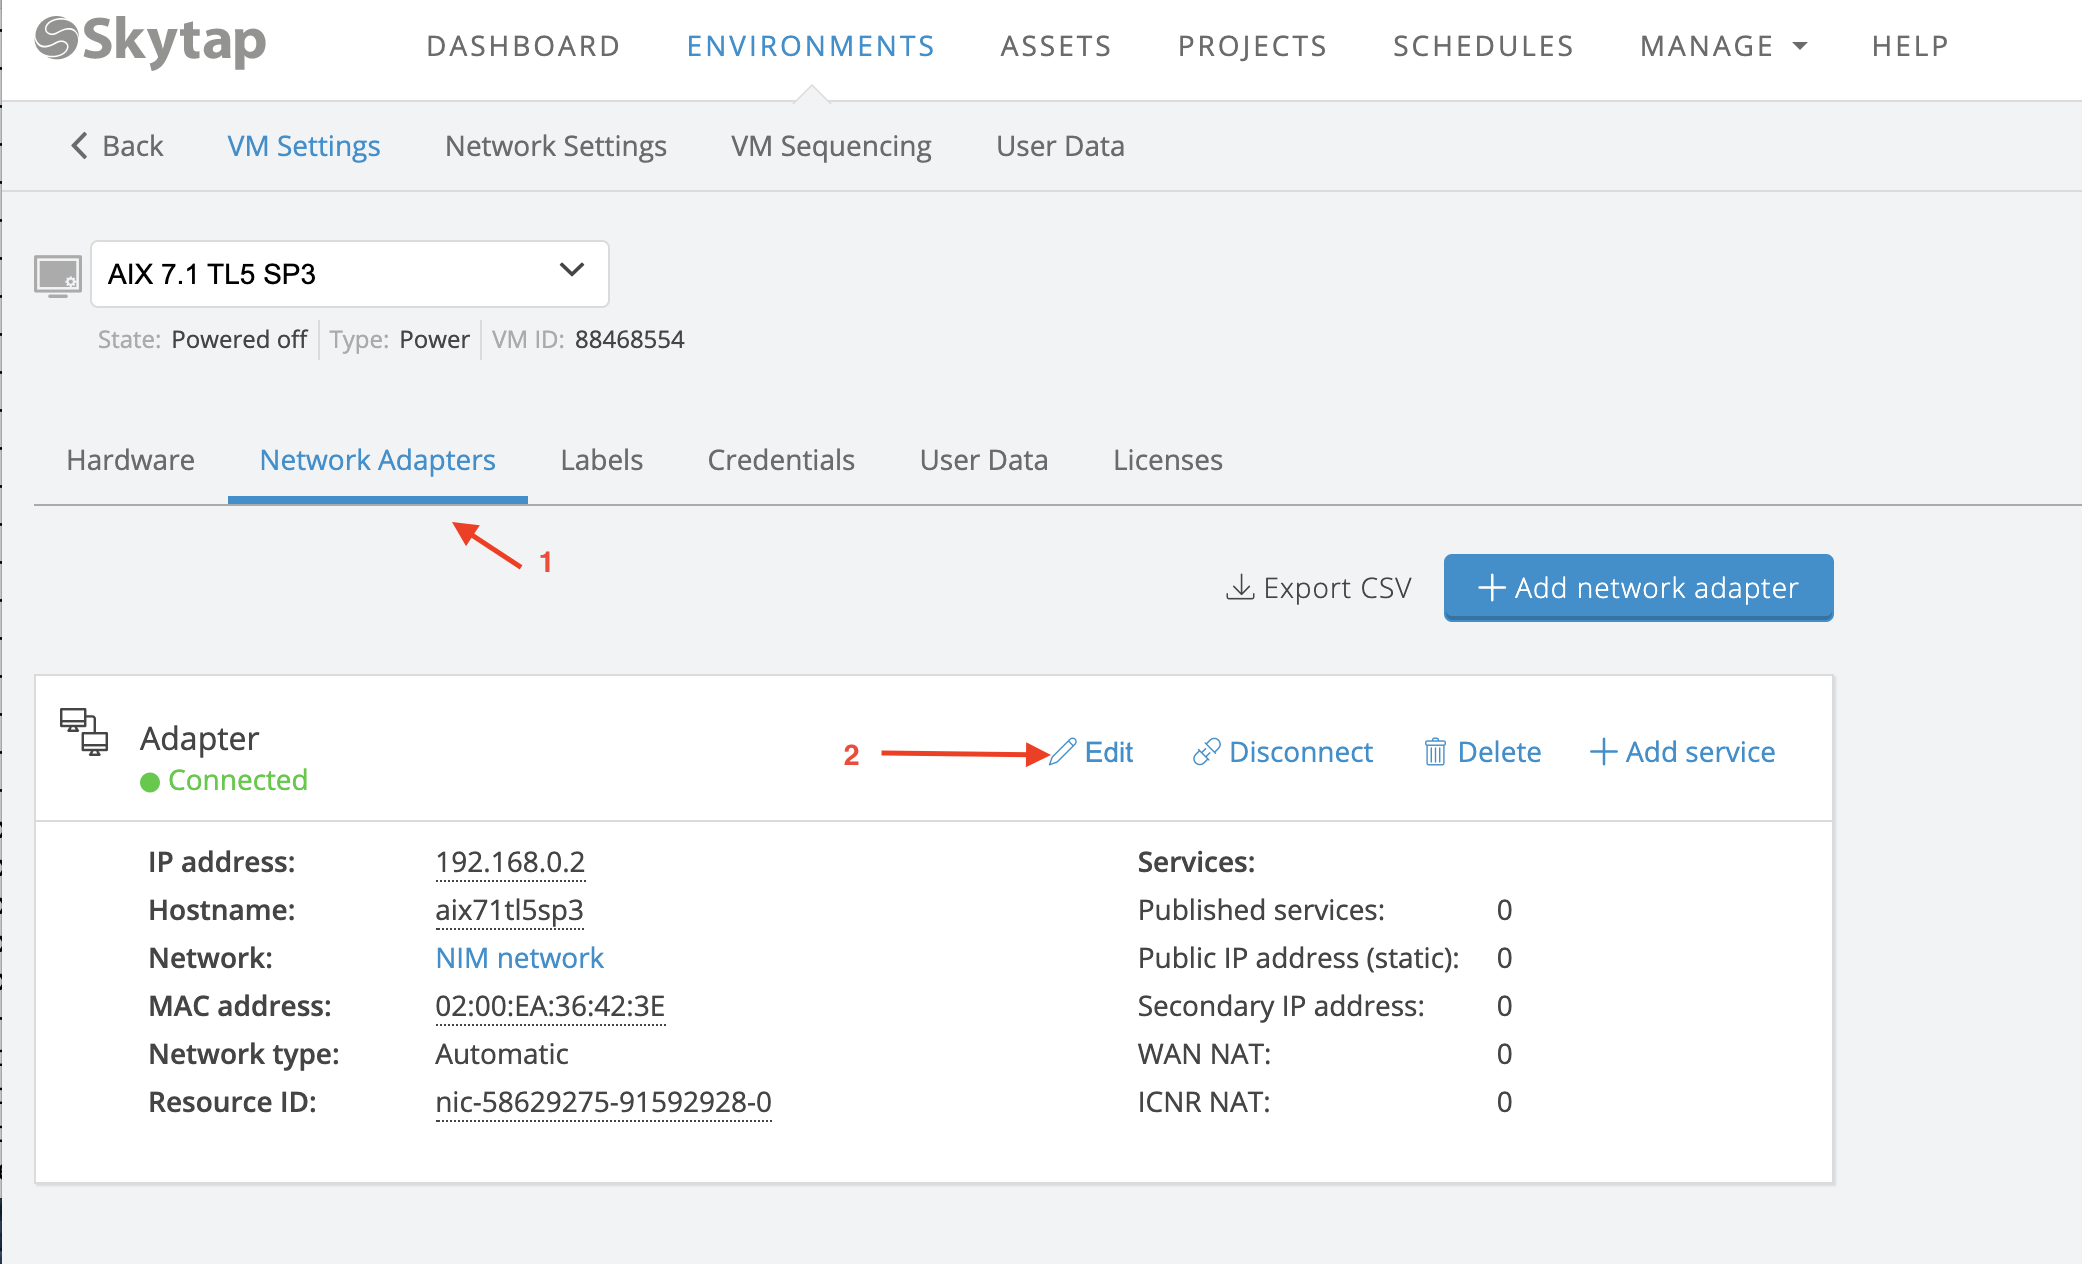 Skytap DASHBOARD ENVIRONMENTS ASSETS PROJECTS SCHEDULES MANAGE HELP
Back VM Settings Network Settings VM Sequencing User Data
AIX 7.1 TL5 SP3
State: Powered off Type: Power VM ID: 88468554
Hardware Network Adapters Labels Credentials User Data Licenses
1
Export CSV + Add network adapter
Adapter
2 Edit Disconnect Delete + Add service
Connected
IP address: 192.168.0.2 Services:
Hostname: aix71tl5sp3 Published services: 0
Network: NIM network Public IP address (static): 0
MAC address: 02:00:EA:36:42:3E Secondary IP address: 0
Network type: Automatic WAN NAT: 0
Resource ID: nic-58629275-91592928-0 ICNR NAT: 0